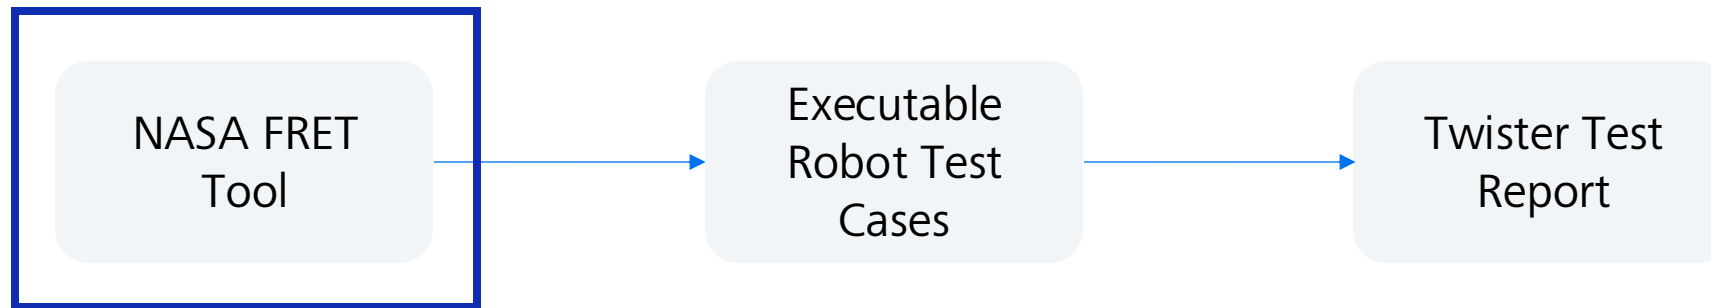 NASA FRET
Tool
Executable
Robot Test
Cases
Twister Test
Report